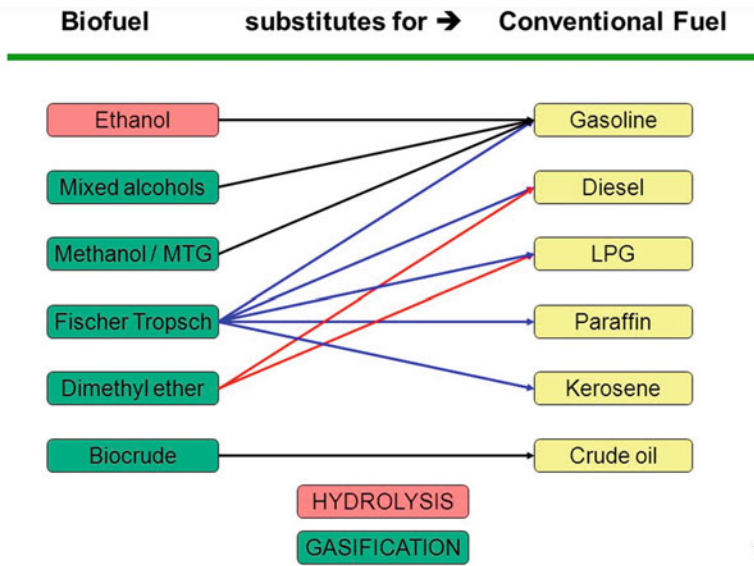 Biofuel substitutes for ➔ Conventional Fuel
Ethanol Gasoline
Mixed alcohols Diesel
Methanol / MTG LPG
Fischer Tropsch Paraffin
Dimethyl ether Kerosene
Biocrude Crude oil
HYDROLYSIS
GASIFICATION